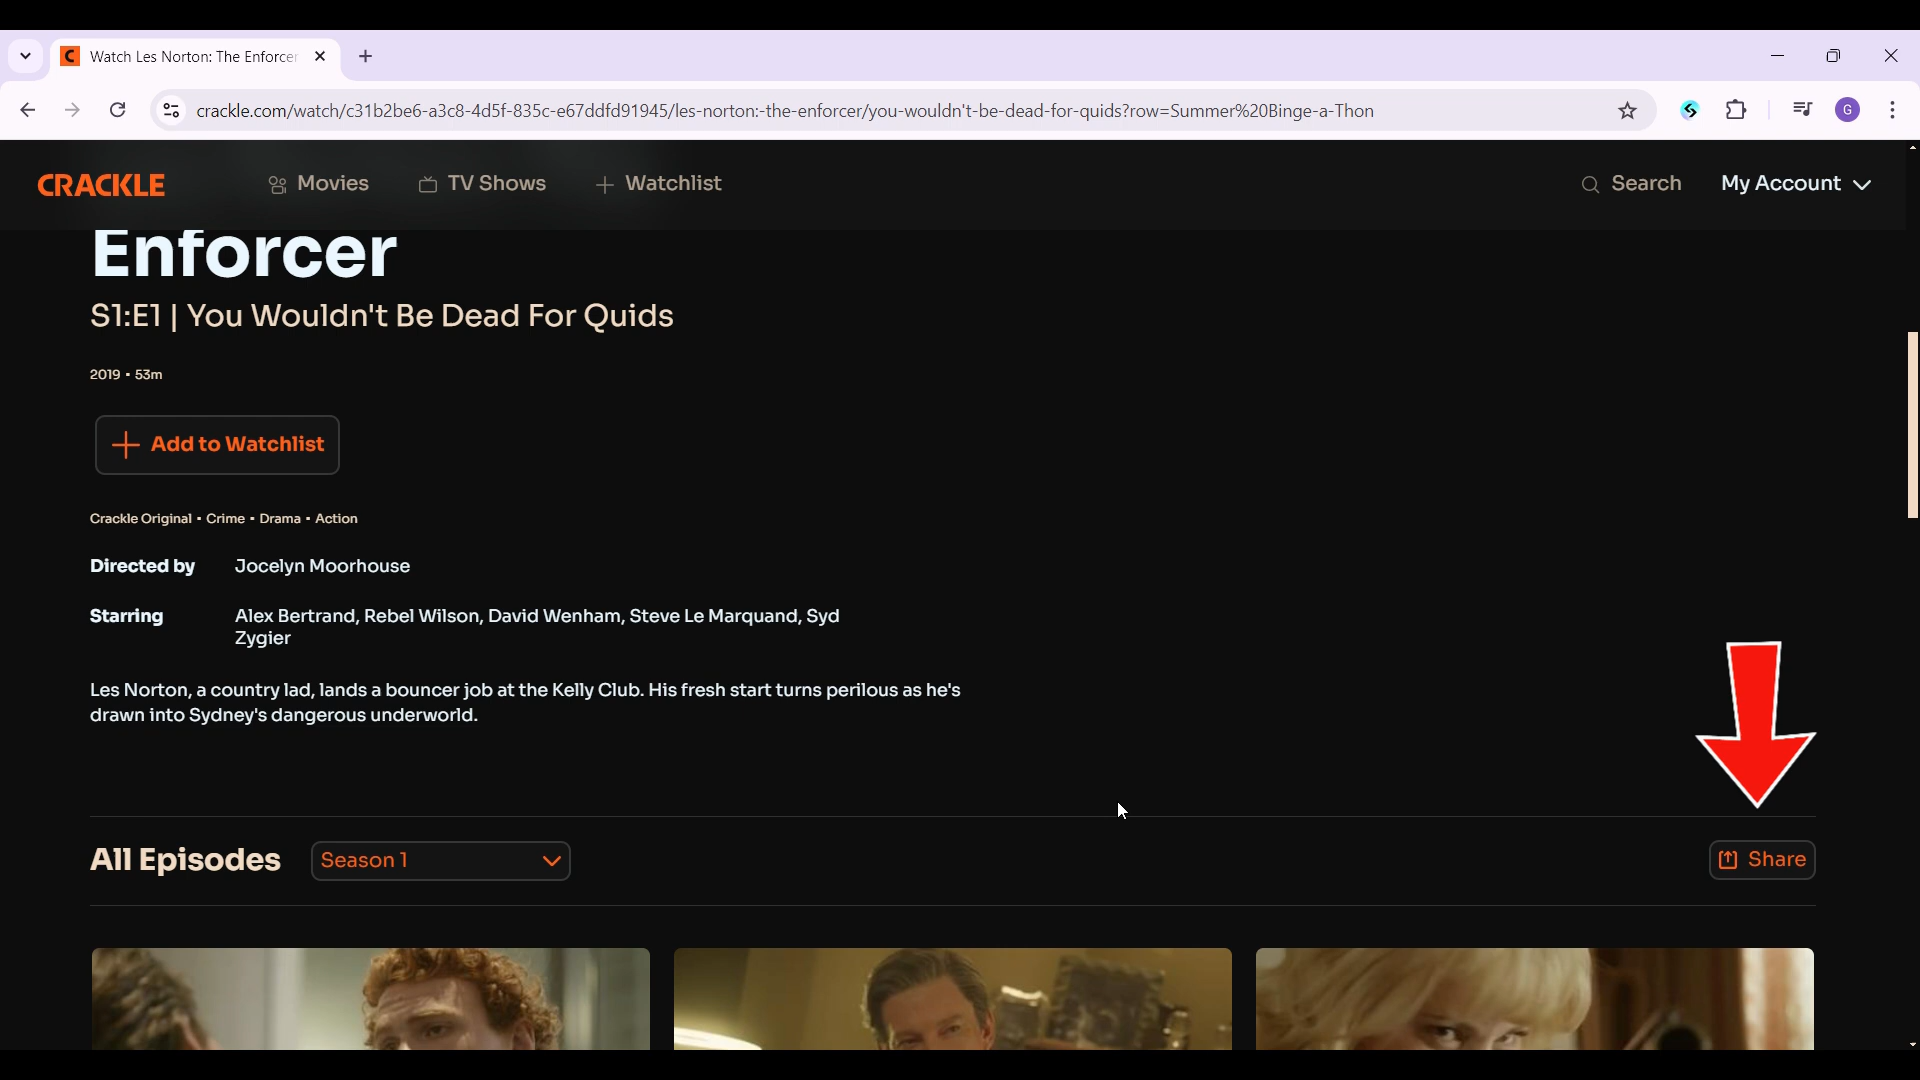 Watch Les Norton: The Enforcer
crackle.com/watch/c31b2be6-a3c8-4d5f-835c-e67ddfd91945/les-norton:-the-enforcer/you-wouldn't-be-dead-for-quids?row=Summer%20Binge-a-Thon
G
CRACKLE
Movies
TV Shows
Watchlist
Search
My Account
Enforcer
S1:E1 | You Wouldn't Be Dead For Quids
2019 • 53m
Add to Watchlist
Crackle Original • Crime • Drama • Action
Directed by Jocelyn Moorhouse
Starring Alex Bertrand, Rebel Wilson, David Wenham, Steve Le Marquand, Syd
Zygier
Les Norton, a country lad, lands a bouncer job at the Kelly Club. His fresh start turns perilous as he's
drawn into Sydney's dangerous underworld.
All Episodes
Season 1
Share